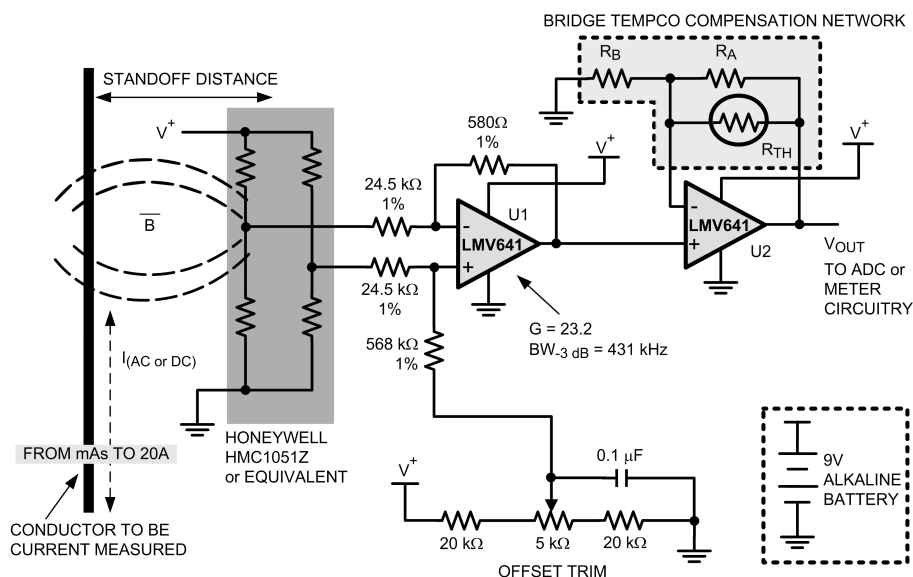 BRIDGE TEMPCO COMPENSATION NETWORK
R_B
R_A
R_TH
STANDOFF DISTANCE
V+
580Ω
1%
V+
V+
24.5 kΩ
1%
U1
-
LMV641
+
-
LMV641
+
U2
B
24.5 kΩ
1%
V_OUT
TO ADC or
METER
CIRCUITRY
G = 23.2
BW_-3 dB = 431 kHz
568 kΩ
1%
I_(AC or DC)
FROM mAs TO 20A
HONEYWELL
HMC1051Z
or EQUIVALENT
CONDUCTOR TO BE
CURRENT MEASURED
V+
0.1 μF
20 kΩ
5 kΩ
20 kΩ
OFFSET TRIM
9V
ALKALINE
BATTERY